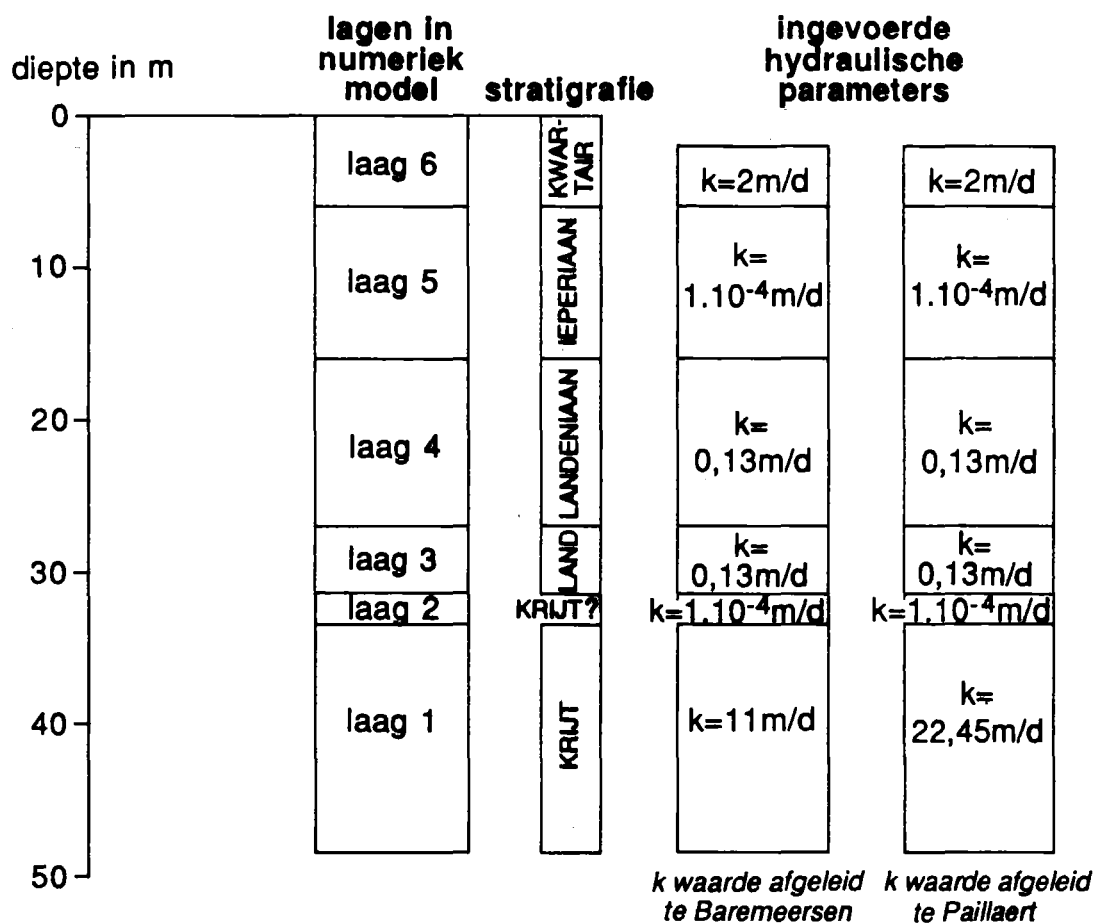 lagen in
numeriek
model
ingevoerde
hydraulische
parameters
diepte in m
stratigrafie
0
10
20
30
40
50
laag 6
laag 5
laag 4
laag 3
laag 2
laag 1
KWAR-
TAIR
IEPERIAAN
LANDENIAAN
LAND
KRIJT?
KRIJT
k=2m/d
k=
1.10-4m/d
k=
0,13m/d
k=
0,13m/d
k=1.10-4m/d
k=11m/d
k waarde afgeleid
te Baremeersen
k=2m/d
k=
1.10-4m/d
k=
0,13m/d
k=
0,13m/d
k=1.10-4m/d
k=
22,45m/d
k waarde afgeleid
te Paillaert